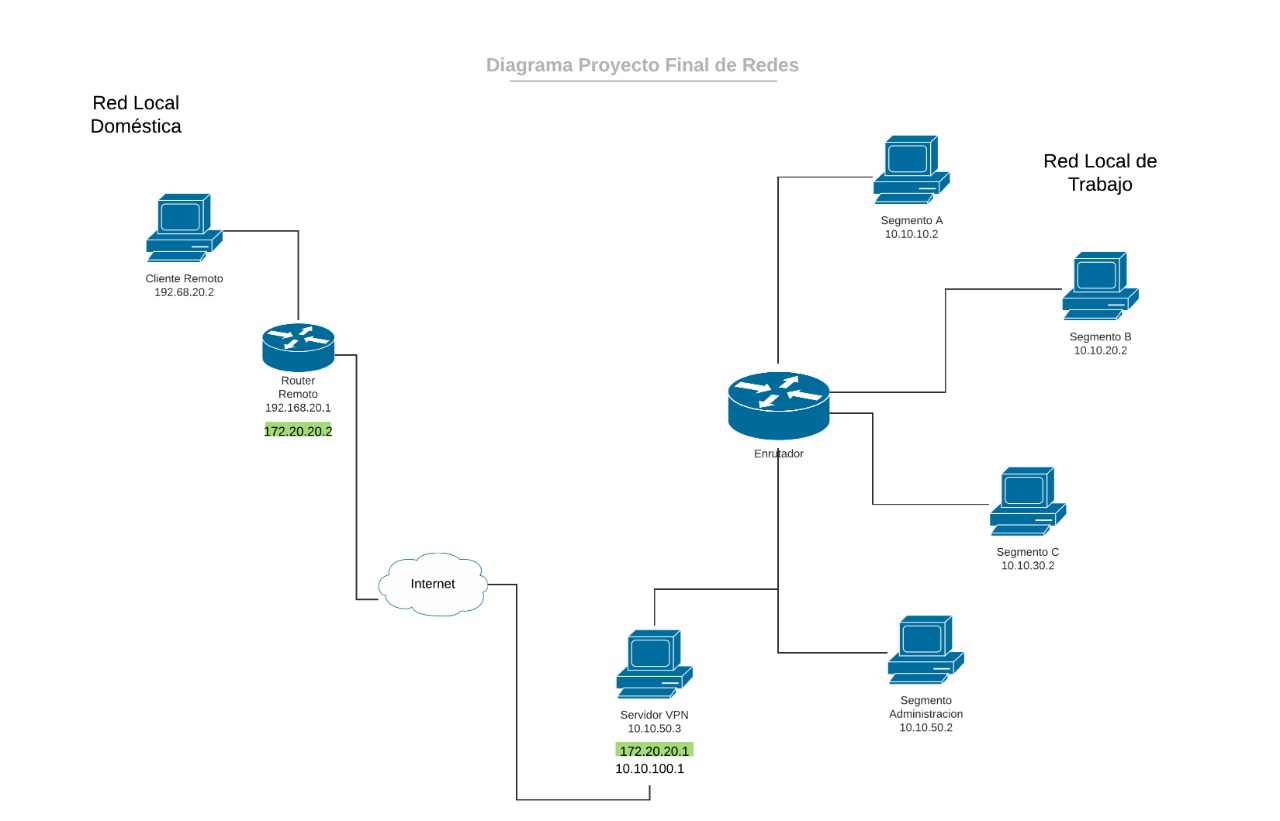 Diagrama Proyecto Final de Redes
Red Local
Doméstica
Cliente Remoto
192.68.20.2
Router
Remoto
192.168.20.1
172.20.20.2
Internet
Red Local de
Trabajo
Segmento A
10.10.10.2
Segmento B
10.10.20.2
Enrutador
Segmento C
10.10.30.2
Servidor VPN
10.10.50.3
172.20.20.1
10.10.100.1
Segmento
Administracion
10.10.50.2